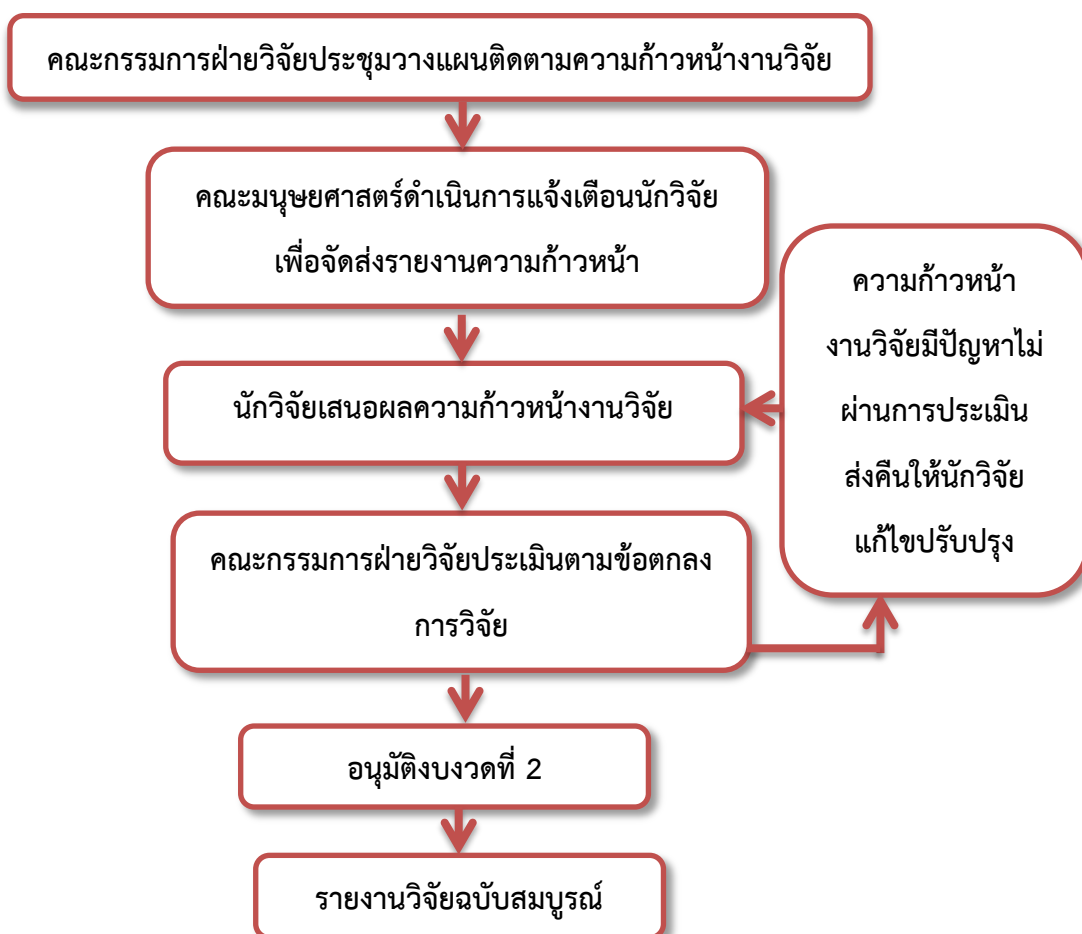 คณะกรรมการฝ่ายวิจัยประชุมวางแผนติดตามความก้าวหน้างานวิจัย
คณะมนุษยศาสตร์ดำเนินการแจ้งเตือนนักวิจัย
เพื่อจัดส่งรายงานความก้าวหน้า
นักวิจัยเสนอผลความก้าวหน้างานวิจัย
คณะกรรมการฝ่ายวิจัยประเมินตามข้อตกลง
การวิจัย
ความก้าวหน้า
งานวิจัยมีปัญหาไม่
ผ่านการประเมิน
ส่งคืนให้นักวิจัย
แก้ไขปรับปรุง
อนุมัติงบงวดที่ 2
รายงานวิจัยฉบับสมบูรณ์